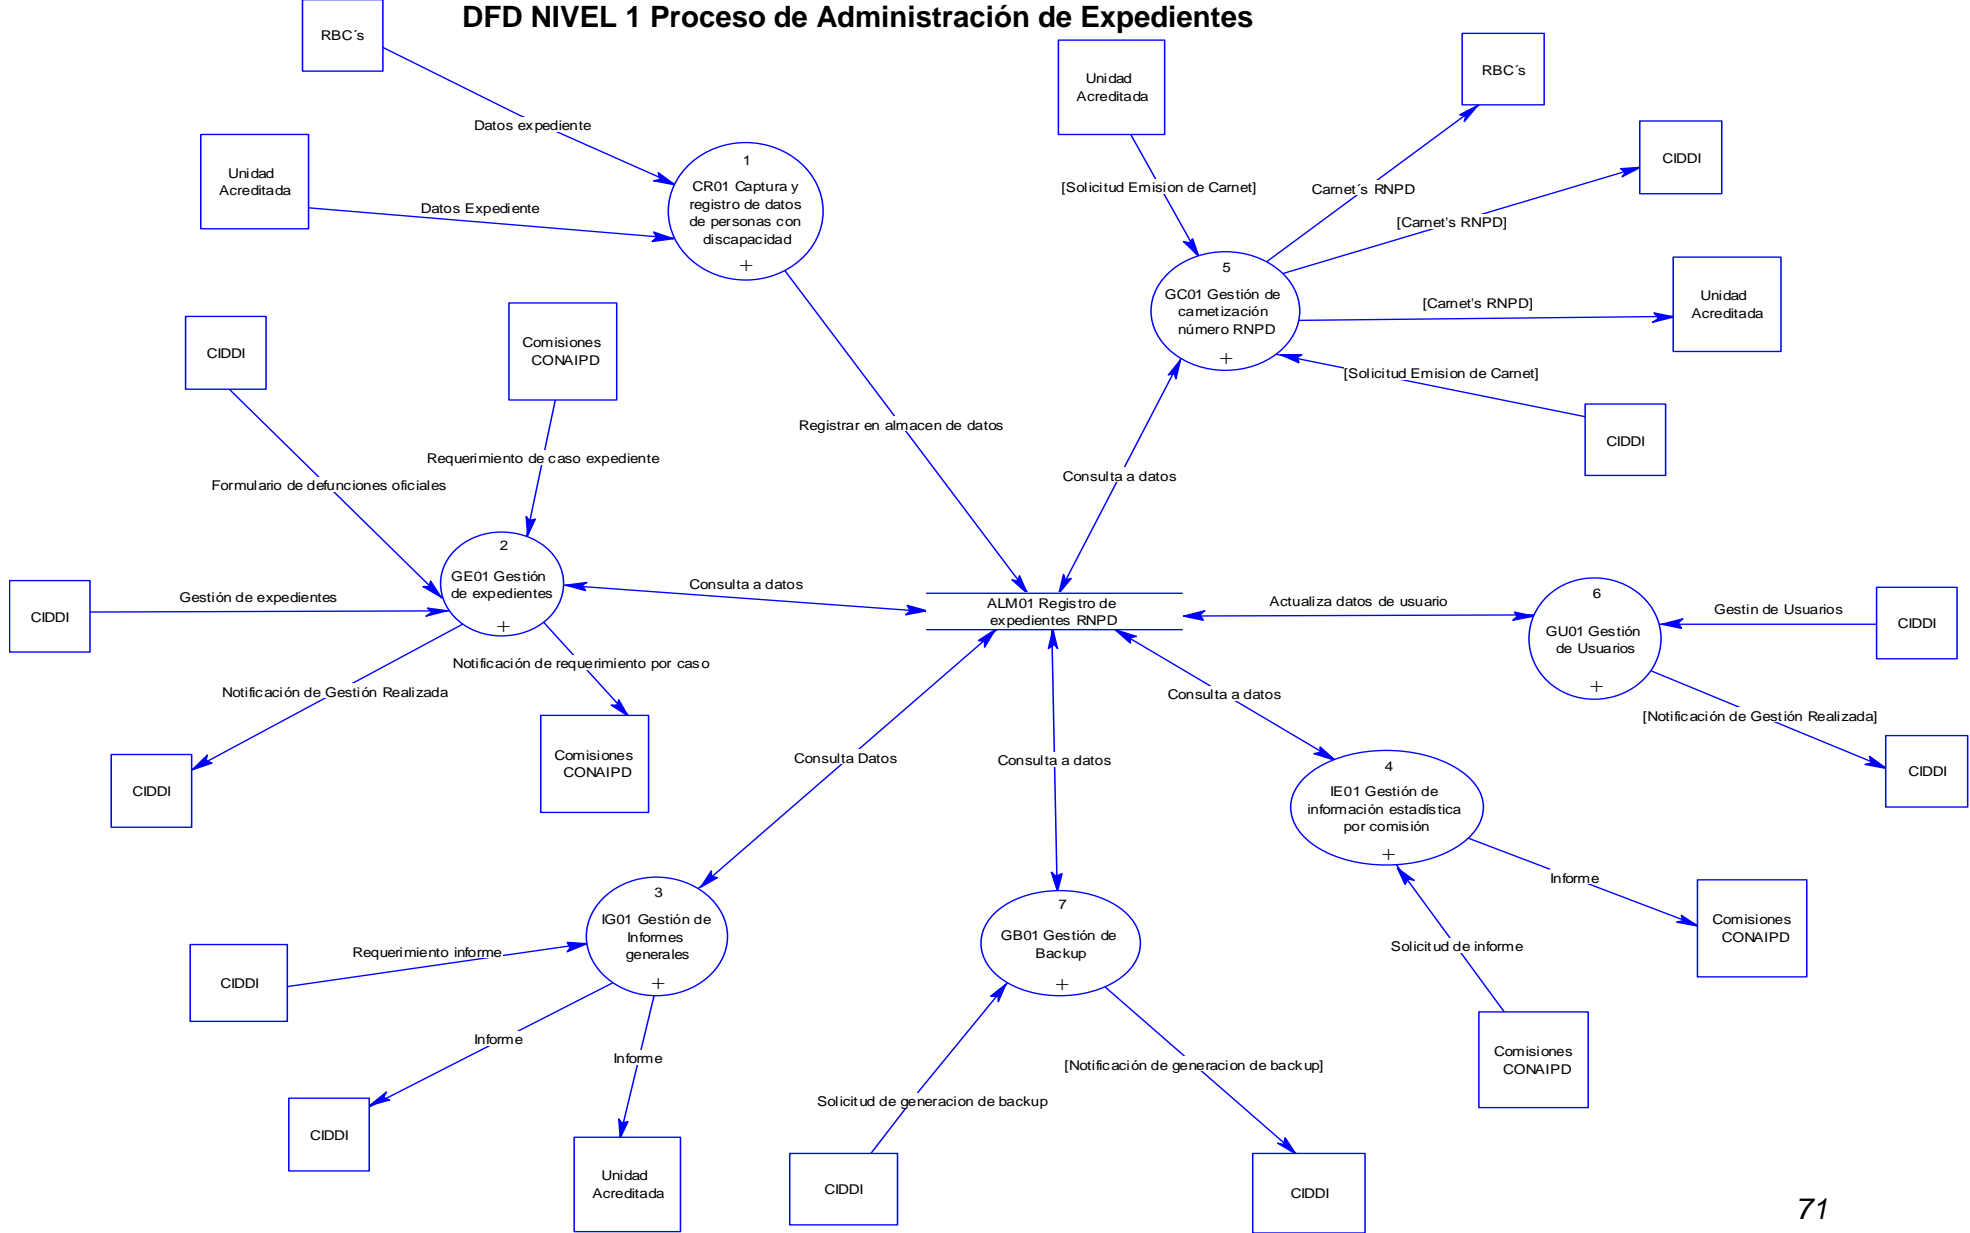 DFD NIVEL 1 Proceso de Administración de Expedientes
RBC´s
Datos expediente
Unidad
Acreditada
Datos Expediente
1
CR01 Captura y
registro de datos
de personas con
discapacidad
+
Unidad
Acreditada
[Solicitud Emision de Carnet]
RBC´s
Carnet´s RNPD
CIDDI
[Carnet's RNPD]
5
GC01 Gestión de
carnetización
número RNPD
+
[Carnet's RNPD]
Unidad
Acreditada
[Solicitud Emision de Carnet]
CIDDI
CIDDI
Comisiones
CONAIPD
Registrar en almacen de datos
Requerimiento de caso expediente
Formulario de defunciones oficiales
Consulta a datos
2
GE01 Gestión
de expedientes
+
Consulta a datos
CIDDI
Gestión de expedientes
ALM01 Registro de
expedientes RNPD
Actualiza datos de usuario
6
GU01 Gestión
de Usuarios
+
Gestin de Usuarios
CIDDI
Notificación de requerimiento por caso
Notificación de Gestión Realizada
CIDDI
Comisiones
CONAIPD
Consulta a datos
[Notificación de Gestión Realizada]
CIDDI
Consulta Datos
Consulta a datos
4
IE01 Gestión de
información estadística
por comisión
+
Informe
Comisiones
CONAIPD
3
IG01 Gestión de
Informes
generales
+
7
GB01 Gestión de
Backup
+
Requerimiento informe
CIDDI
Solicitud de informe
Comisiones
CONAIPD
Informe
Informe
[Notificación de generacion de backup]
Solicitud de generacion de backup
CIDDI
Unidad
Acreditada
CIDDI
CIDDI
71